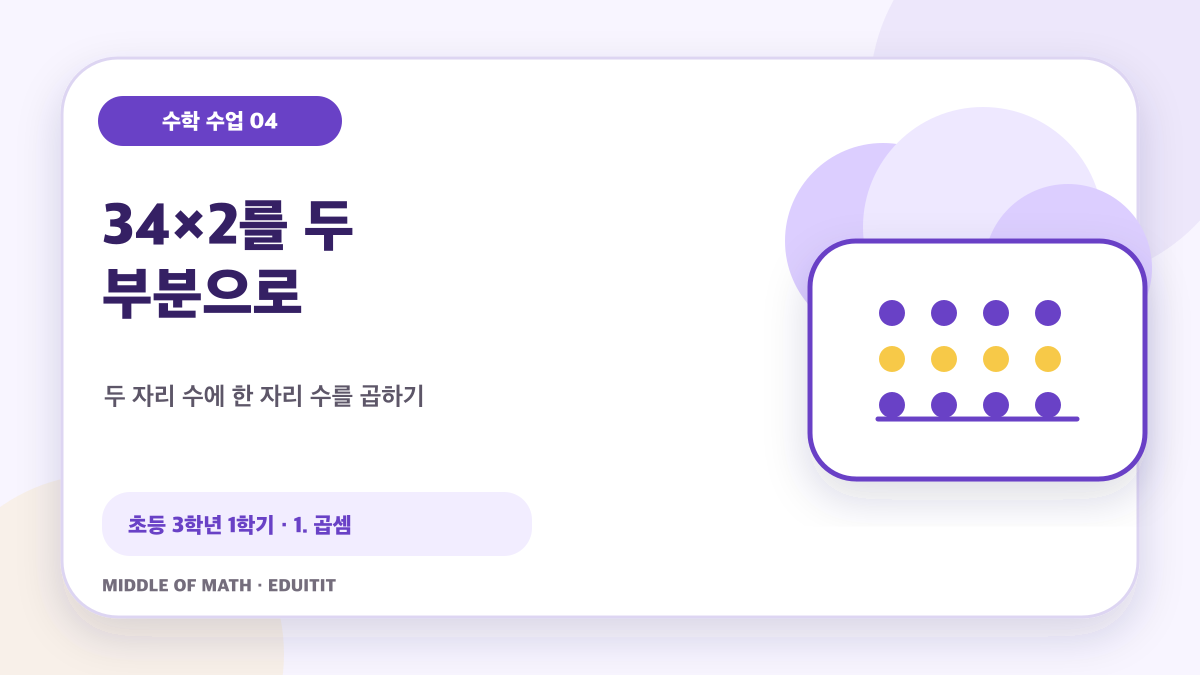 수학 수업 04
34×2를 두
부분으로
두 자리 수에 한 자리 수를 곱하기
초등 3학년 1학기 · 1. 곱셈
MIDDLE OF MATH · EDUITIT